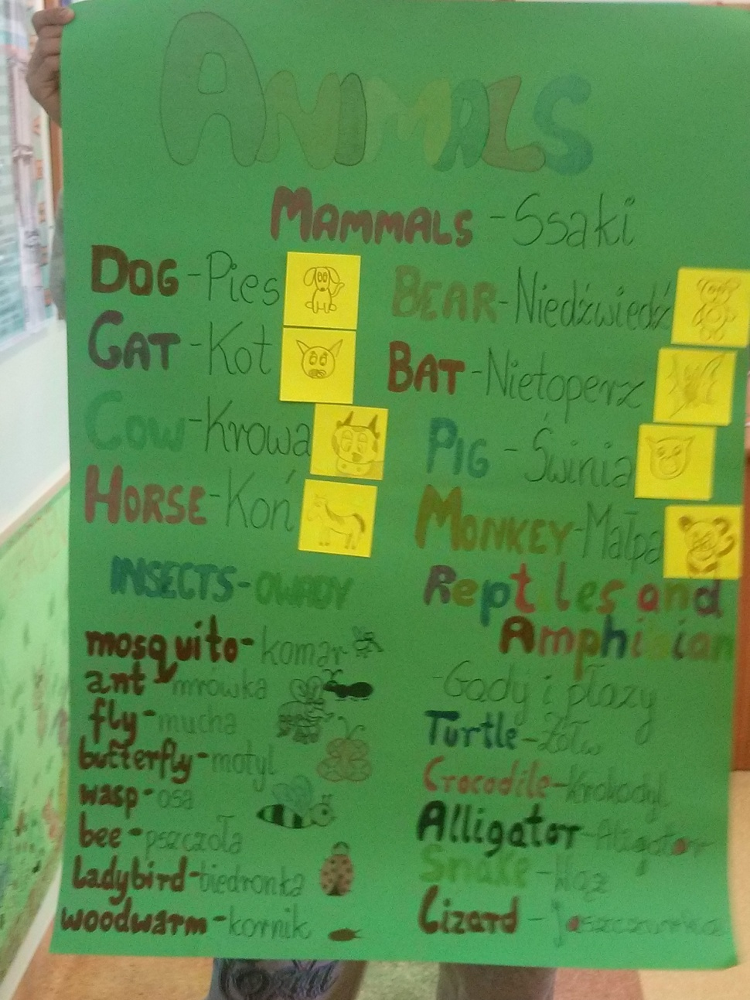 ANIMALS
MAMMALS - Ssaki
DOG - Pies
CAT - Kot
COW - Krowa
HORSE - Koń
BEAR - Niedźwiedź
BAT - Nietoperz
PIG - Świnia
MONKEY - Małpa
INSECTS - OWADY
mosquito - komar
ant - mrówka
fly - mucha
butterfly - motyl
wasp - osa
bee - pszczoła
ladybird - biedronka
woodwarm - kornik
Reptiles and
Amphibian
- Gady i płazy
Turtle - Żółw
Crocodile - Krokodyl
Alligator - Aligator
Snake - Wąż
Lizard - Jaszczurka